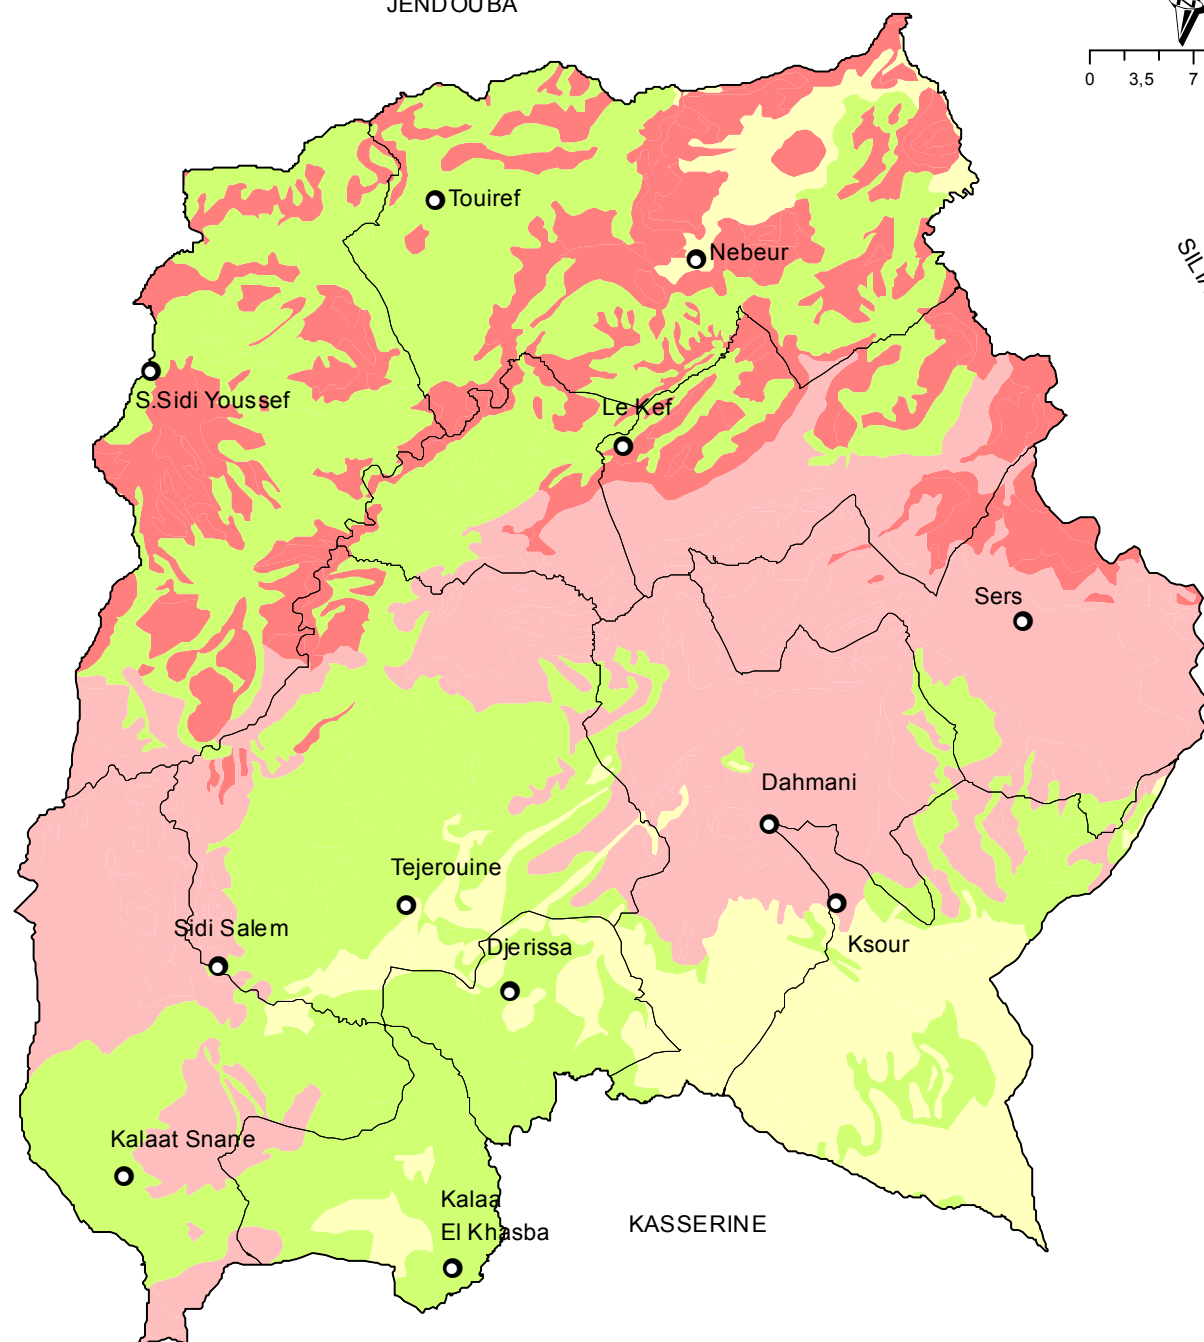 JENDOUBA
0 3,5 7
Touiref
Nebeur
S.Sidi Youssef
Le Kef
Sers
Dahmani
Tejerouine
Sidi Salem
Djerissa
Ksour
Kalaat Snane
Kalaa
El Khasba
KASSERINE